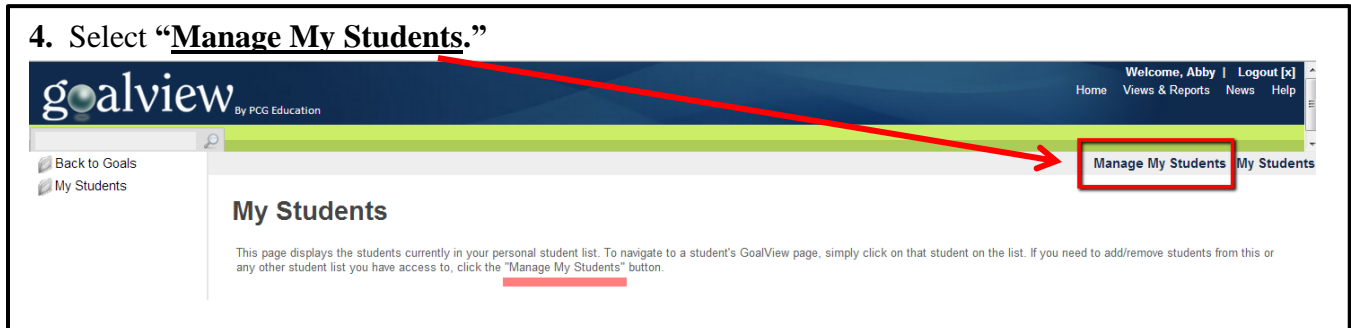 4. Select “Manage My Students.”
goalview By PCG Education
Welcome, Abby | Logout [x]
Home Views & Reports News Help
Back to Goals
My Students
Manage My Students My Students
My Students
This page displays the students currently in your personal student list. To navigate to a student's GoalView page, simply click on that student on the list. If you need to add/remove students from this or
any other student list you have access to, click the "Manage My Students" button.